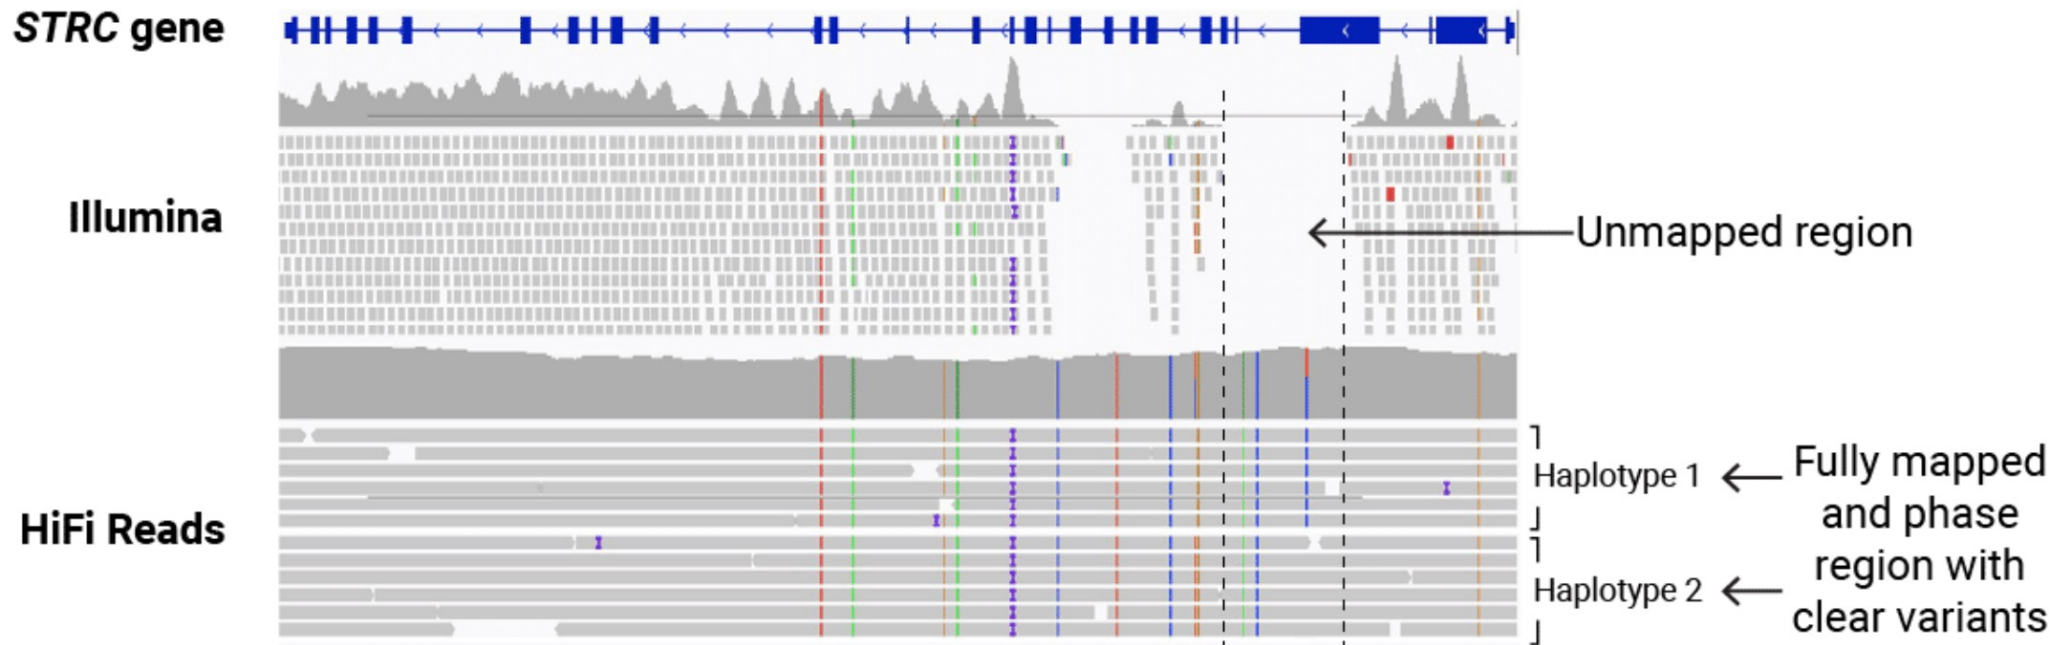 STRC gene
Illumina
Unmapped region
HiFi Reads
Haplotype 1
Haplotype 2
Fully mapped
and phase
region with
clear variants